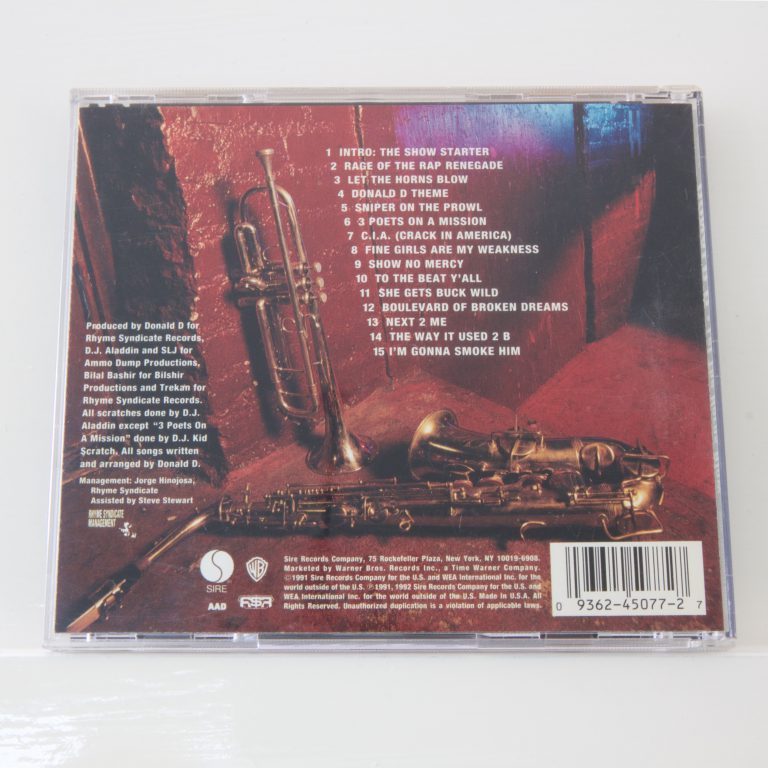 1 INTRO: THE SHOW STARTER
2 RAGE OF THE RAP RENEGADE
3 LET THE HORNS BLOW
4 DONALD D THEME
5 SNIPER ON THE PROWL
6 3 POETS ON A MISSION
7 C.I.A. (CRACK IN AMERICA)
8 FINE GIRLS ARE MY WEAKNESS
9 SHOW NO MERCY
10 TO THE BEAT Y'ALL
11 SHE GETS BUCK WILD
12 BOULEVARD OF BROKEN DREAMS
13 NEXT 2 ME
14 THE WAY IT USED 2 B
15 I'M GONNA SMOKE HIM
Produced by Donald D for
Rhyme Syndicate Records,
D.J. Aladdin and SLJ for
Ammo Dump Productions,
Bilal Bashir for Bilshir
Productions and Trekan for
Rhyme Syndicate Records.
All scratches done by D.J.
Aladdin except "3 Poets On
A Mission" done by D.J. Kid
Scratch, All songs written
and arranged by Donald D.
Management: Jorge Hinojosa,
Rhyme Syndicate
Assisted by Steve Stewart
RHYME SYNDICATE
MANAGEMENT
SIRE
WB
AAD
Sire Records Company, 75 Rockefeller Plaza, New York, NY 10019-6908.
Marketed by Warner Bros. Records Inc., a Time Warner Company.
©1991 Sire Records Company for the U.S. and WEA International Inc. for the
world outside of the U.S. ℗1991, 1992 Sire Records Company for the U.S. and
WEA International Inc. for the world outside of the U.S. Made in U.S.A. All
Rights Reserved. Unauthorized duplication is a violation of applicable laws.
0 9362-45077-2 7